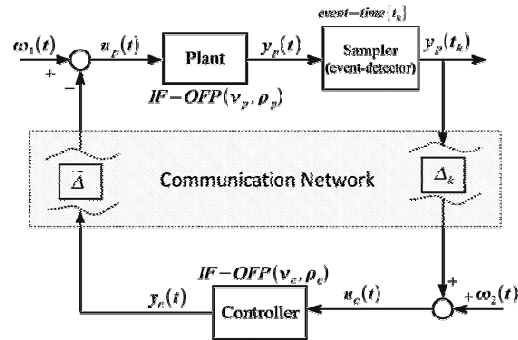 event-time{t_k}
ω₁(t)
u_p(t)
Plant
y_p(t)
Sampler
(event-detector)
y_p(t_k)
+
−
IF-OFP(ν_p, ρ_p)
Δ̄
Communication Network
Δ_k
IF-OFP(ν_c, ρ_c)
y_c(t)
Controller
u_c(t)
+
+
ω₂(t)